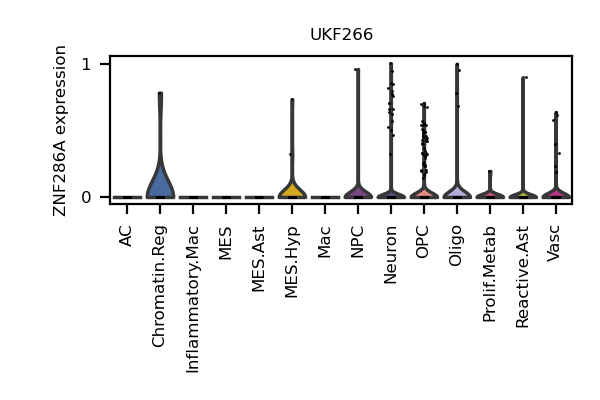 UKF266
ZNF286A expression
1
0
AC
Chromatin.Reg
Inflammatory.Mac
MES
MES.Ast
MES.Hyp
Mac
NPC
Neuron
OPC
Oligo
Prolif.Metab
Reactive.Ast
Vasc